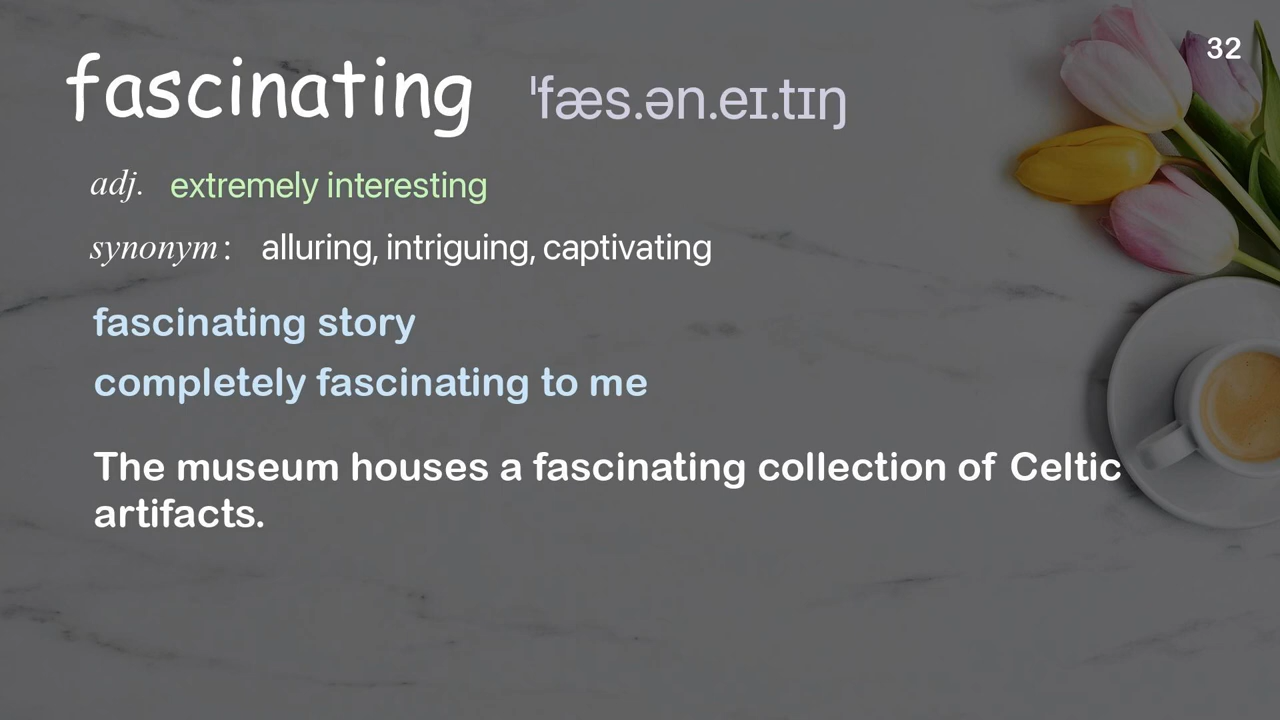 32
fascinating ˈfæs.ən.eɪ.tɪŋ
adj. extremely interesting
synonym: alluring, intriguing, captivating
fascinating story
completely fascinating to me
The museum houses a fascinating collection of Celtic
artifacts.